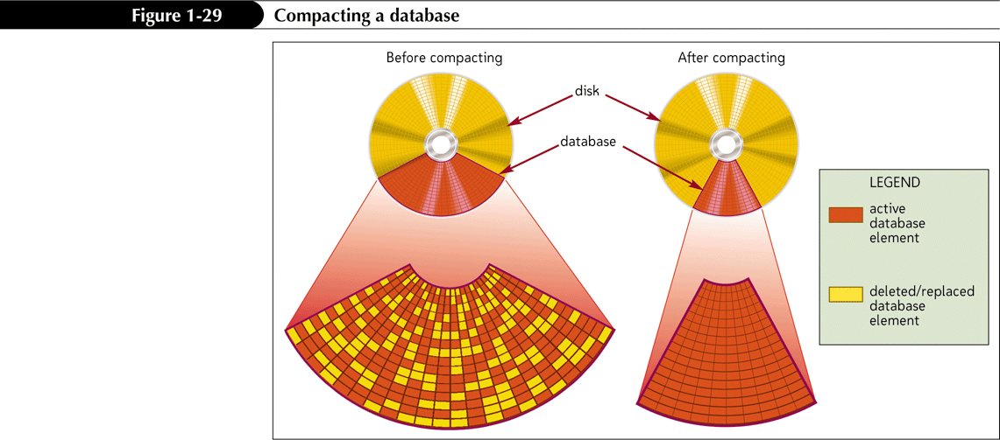 Figure 1-29
Compacting a database
Before compacting
After compacting
disk
database
LEGEND
active
database
element
deleted/replaced
database
element